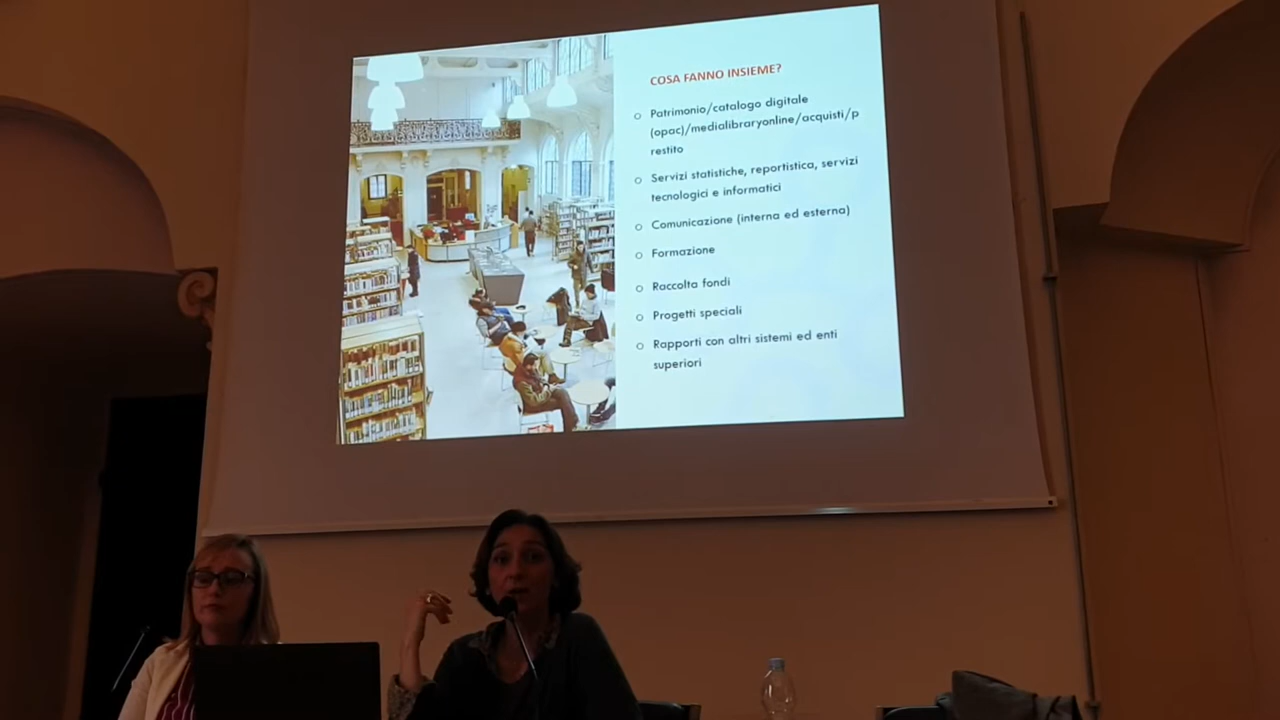 COSA FANNO INSIEME?
Patrimonio/catalogo digitale
(opac)/medialibraryonline/acquisti/p
restito
Servizi statistiche, reportistica, servizi
tecnologici e informatici
Comunicazione (interna ed esterna)
Formazione
Raccolta fondi
Progetti speciali
Rapporti con altri sistemi ed enti
superiori